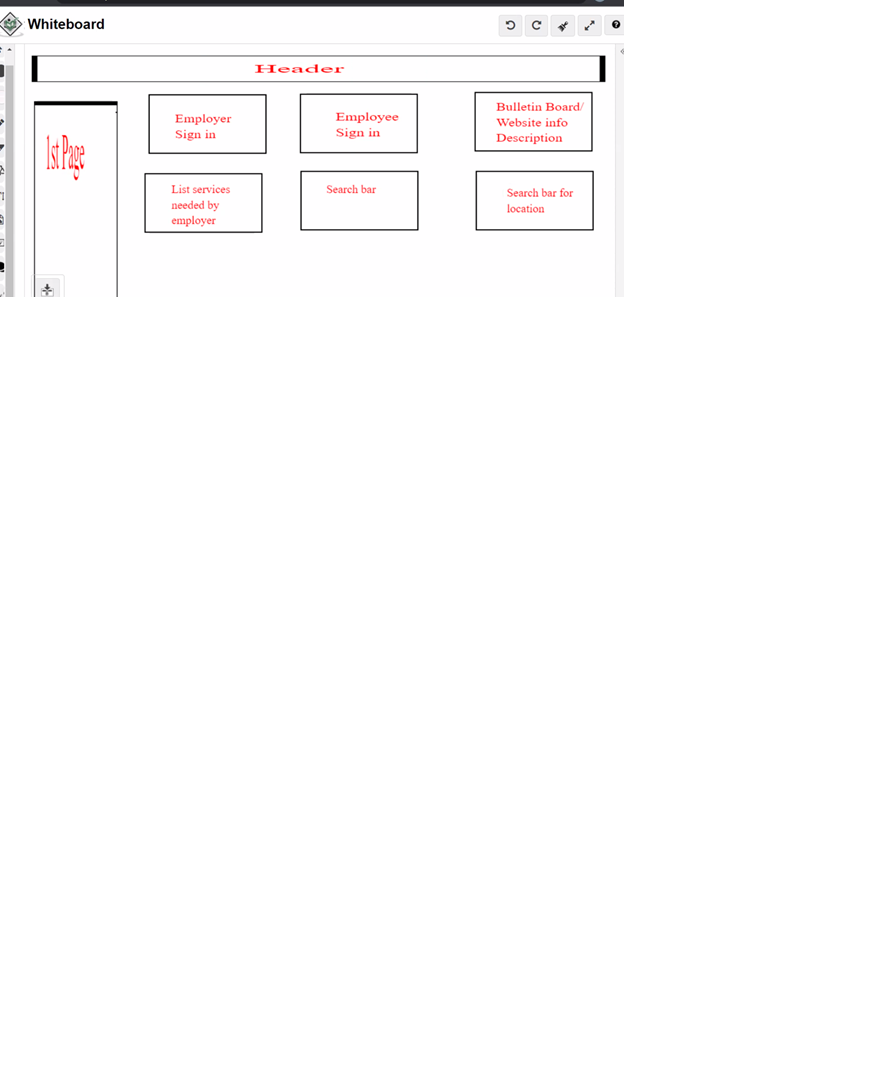 Whiteboard
Header
1st Page
Employer
Sign in
Employee
Sign in
Bulletin Board/
Website info
Description
List services
needed by
employer
Search bar
Search bar for
location